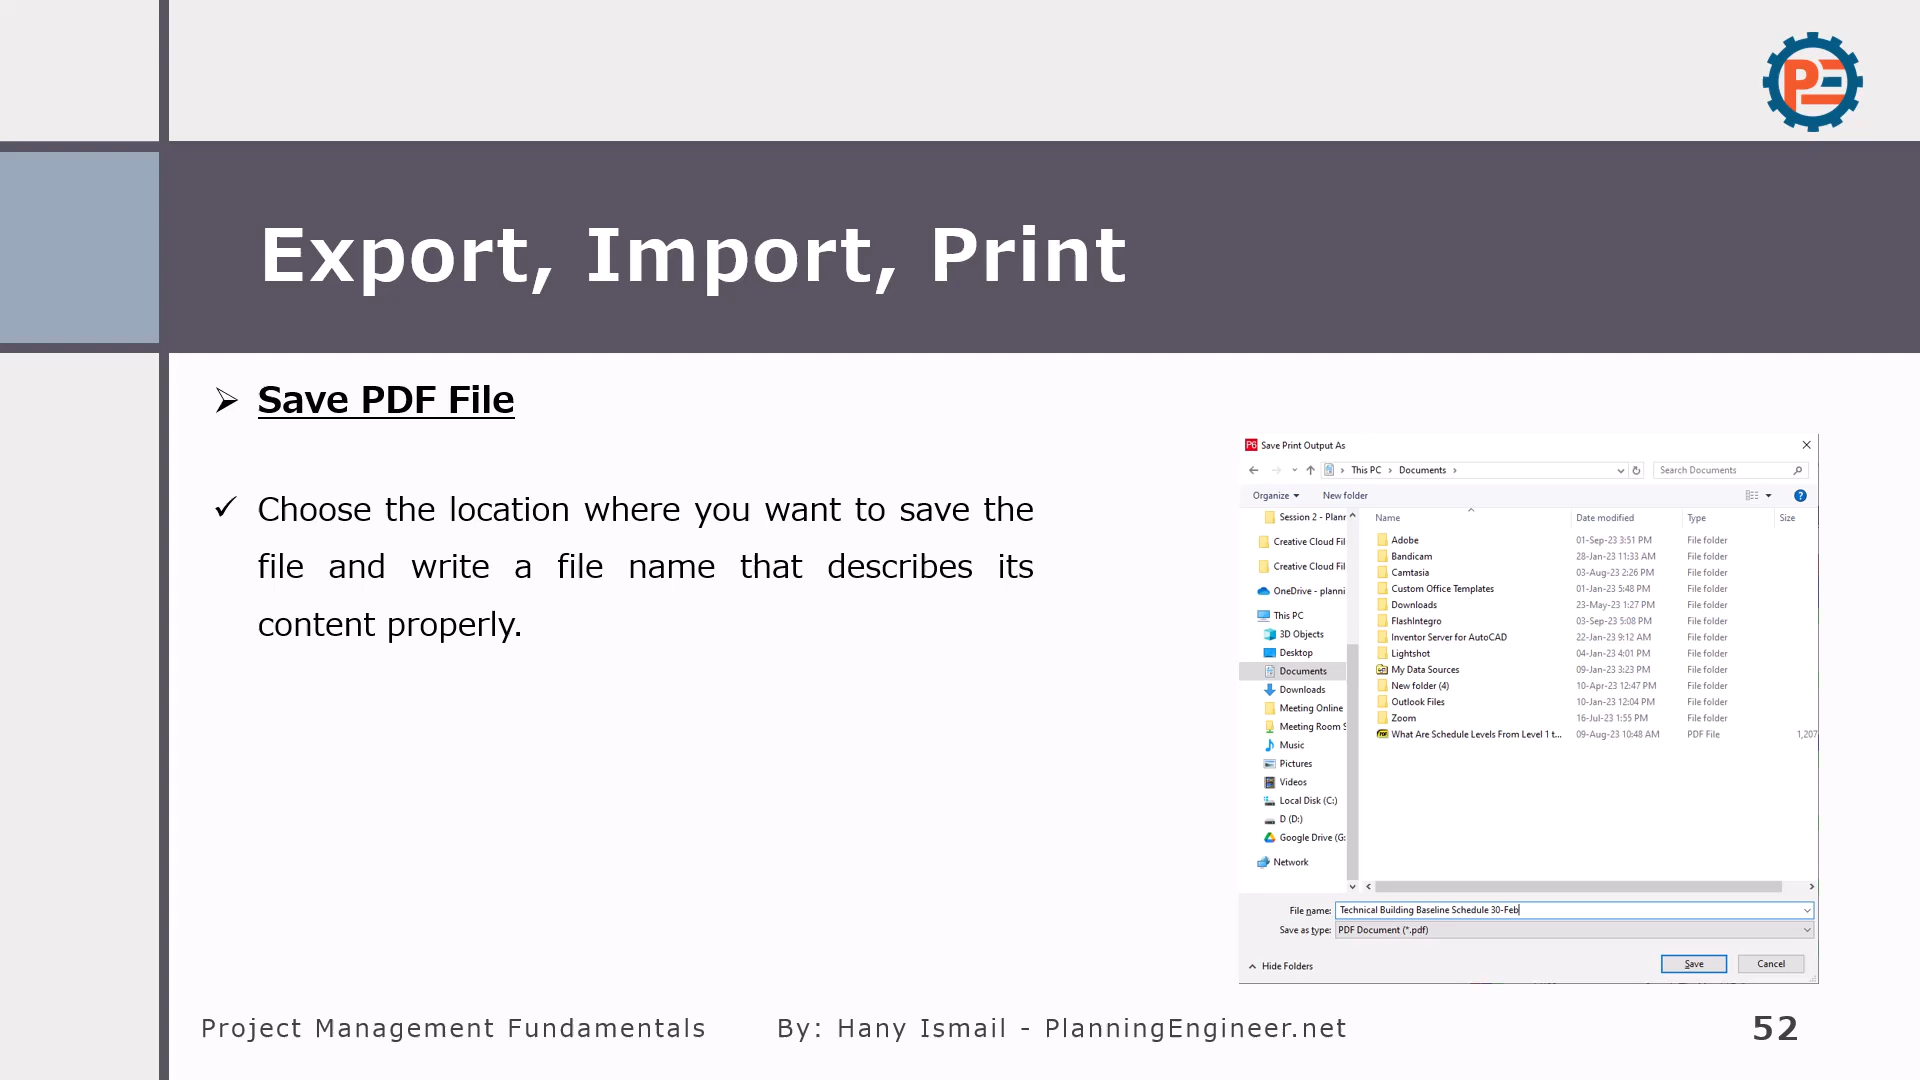 PE
Export, Import, Print
Save PDF File
Choose the location where you want to save the
file and write a file name that describes its
content properly.
P6 Save Print Output As
This PC > Documents >
Search Documents
Organize
New folder
?
Name Date modified Type Size
Session 2 - Plann
Creative Cloud Fil
Creative Cloud Fil
OneDrive - planni
This PC
3D Objects
Desktop
Documents
Downloads
Meeting Online
Meeting Room S
Music
Pictures
Videos
Local Disk (C:)
D (D:)
Google Drive (G:
Network
Adobe 01-Sep-23 3:51 PM File folder
Bandicam 28-Jan-23 11:33 AM File folder
Camtasia 03-Aug-23 2:26 PM File folder
Custom Office Templates 01-Jan-23 5:48 PM File folder
Downloads 23-May-23 1:27 PM File folder
FlashIntegro 03-Sep-23 5:08 PM File folder
Inventor Server for AutoCAD 22-Jan-23 9:12 AM File folder
Lightshot 04-Jan-23 4:01 PM File folder
My Data Sources 09-Jan-23 3:23 PM File folder
New folder (4) 10-Apr-23 12:47 PM File folder
Outlook Files 10-Jan-23 12:04 PM File folder
Zoom 16-Jul-23 1:55 PM File folder
What Are Schedule Levels From Level 1 t... 09-Aug-23 10:48 AM PDF File 1,207
File name: Technical Building Baseline Schedule 30-Feb
Save as type: PDF Document (*.pdf)
Hide Folders
Save
Cancel
Project Management Fundamentals By: Hany Ismail - PlanningEngineer.net 52